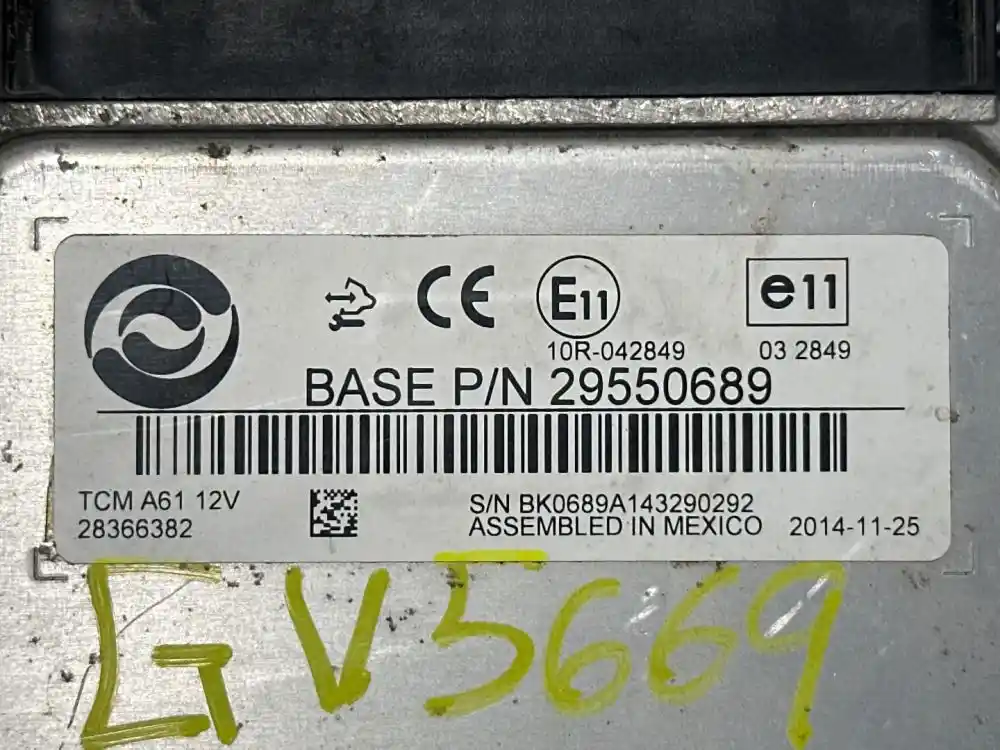 CE E11 e11
10R-042849 03 2849
BASE P/N 29550689
TCM A61 12V
28366382
S/N BK0689A143290292
ASSEMBLED IN MEXICO 2014-11-25
GV5669